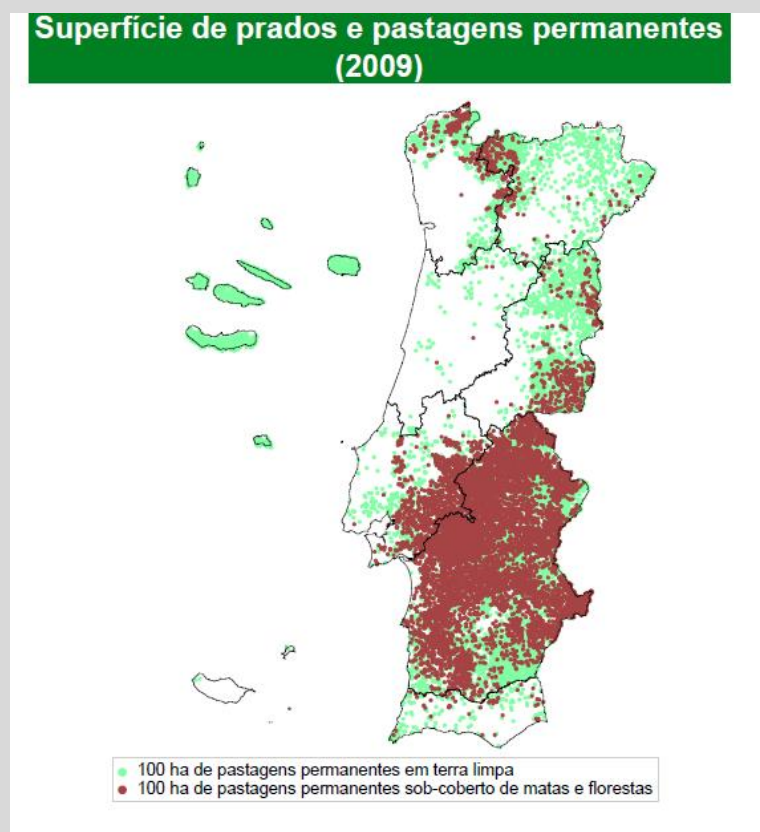 Superfície de prados e pastagens permanentes
(2009)
100 ha de pastagens permanentes em terra limpa
100 ha de pastagens permanentes sob-coberto de matas e florestas